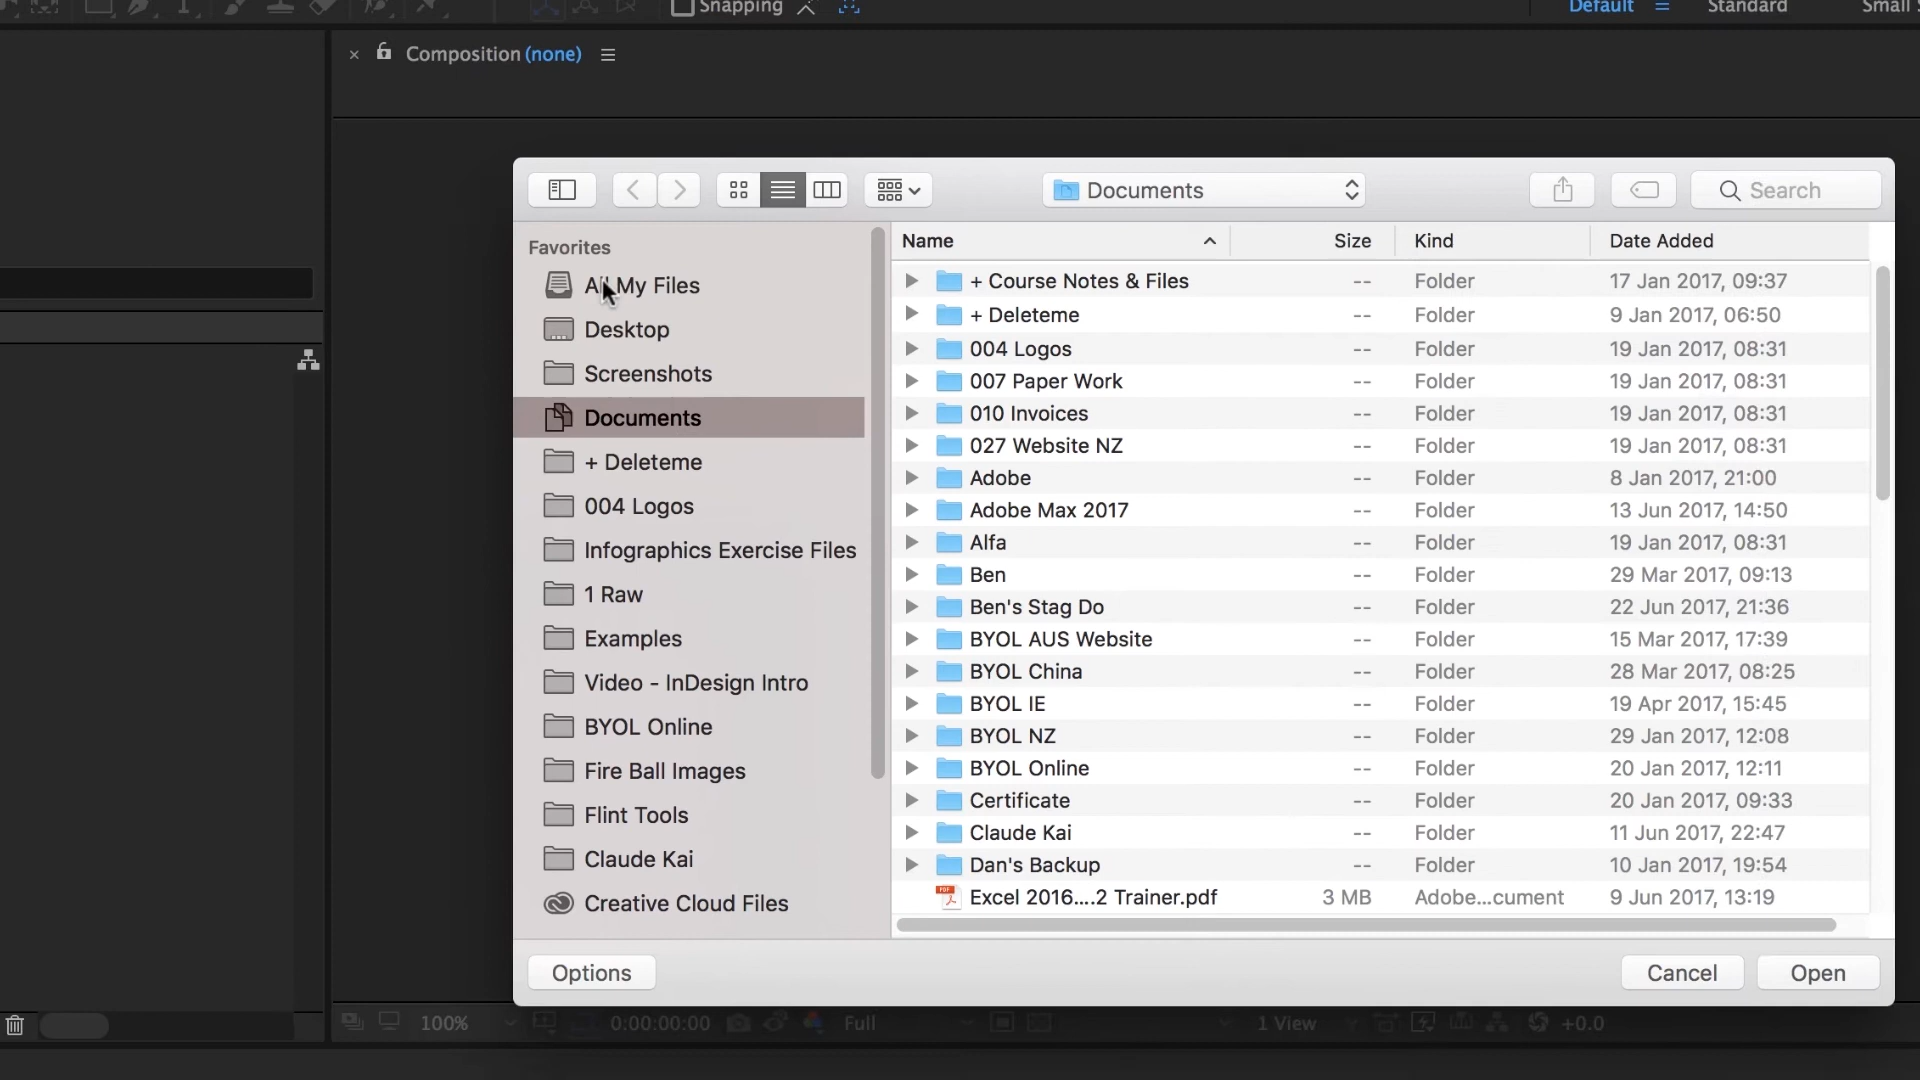 Snapping
Default
Standard
Small
Composition (none)
Documents
Search
Favorites
All My Files
Desktop
Screenshots
Documents
+ Deleteme
004 Logos
Infographics Exercise Files
1 Raw
Examples
Video - InDesign Intro
BYOL Online
Fire Ball Images
Flint Tools
Claude Kai
Creative Cloud Files
Name Size Kind Date Added
+ Course Notes & Files -- Folder 17 Jan 2017, 09:37
+ Deleteme -- Folder 9 Jan 2017, 06:50
004 Logos -- Folder 19 Jan 2017, 08:31
007 Paper Work -- Folder 19 Jan 2017, 08:31
010 Invoices -- Folder 19 Jan 2017, 08:31
027 Website NZ -- Folder 19 Jan 2017, 08:31
Adobe -- Folder 8 Jan 2017, 21:00
Adobe Max 2017 -- Folder 13 Jun 2017, 14:50
Alfa -- Folder 19 Jan 2017, 08:31
Ben -- Folder 29 Mar 2017, 09:13
Ben's Stag Do -- Folder 22 Jun 2017, 21:36
BYOL AUS Website -- Folder 15 Mar 2017, 17:39
BYOL China -- Folder 28 Mar 2017, 08:25
BYOL IE -- Folder 19 Apr 2017, 15:45
BYOL NZ -- Folder 29 Jan 2017, 12:08
BYOL Online -- Folder 20 Jan 2017, 12:11
Certificate -- Folder 20 Jan 2017, 09:33
Claude Kai -- Folder 11 Jun 2017, 22:47
Dan's Backup -- Folder 10 Jan 2017, 19:54
Excel 2016....2 Trainer.pdf 3 MB Adobe...cument 9 Jun 2017, 13:19
Options
Cancel
Open
100%
0:00:00:00
Full
1 View
+0.0